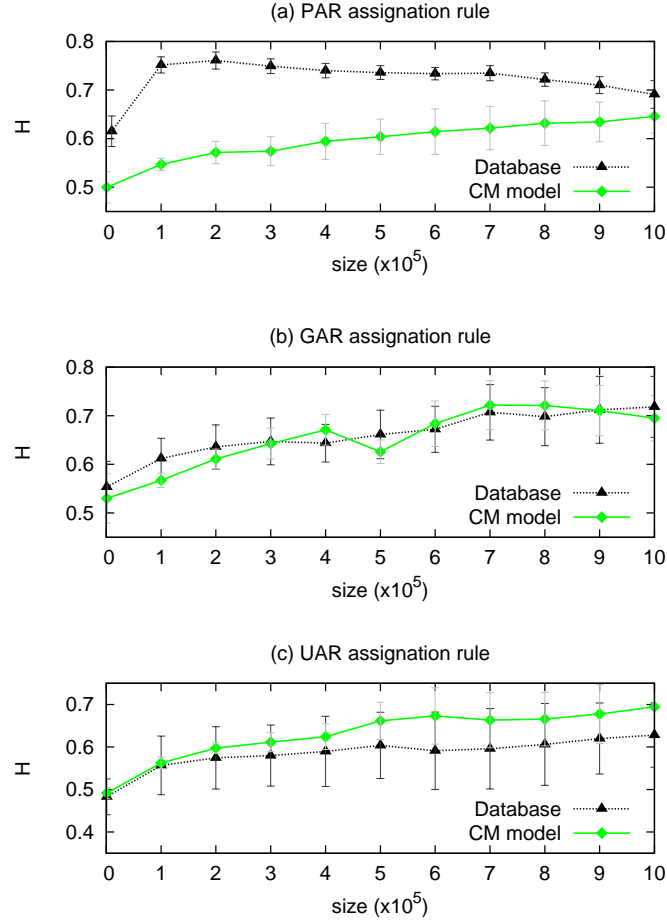 (a) PAR assignation rule
0.8
0.7
0.6
0.5
H
Database
CM model
0 1 2 3 4 5 6 7 8 9 10
size (x10^5)
(b) GAR assignation rule
0.8
0.7
0.6
0.5
H
Database
CM model
0 1 2 3 4 5 6 7 8 9 10
size (x10^5)
(c) UAR assignation rule
0.7
0.6
0.5
0.4
H
Database
CM model
0 1 2 3 4 5 6 7 8 9 10
size (x10^5)